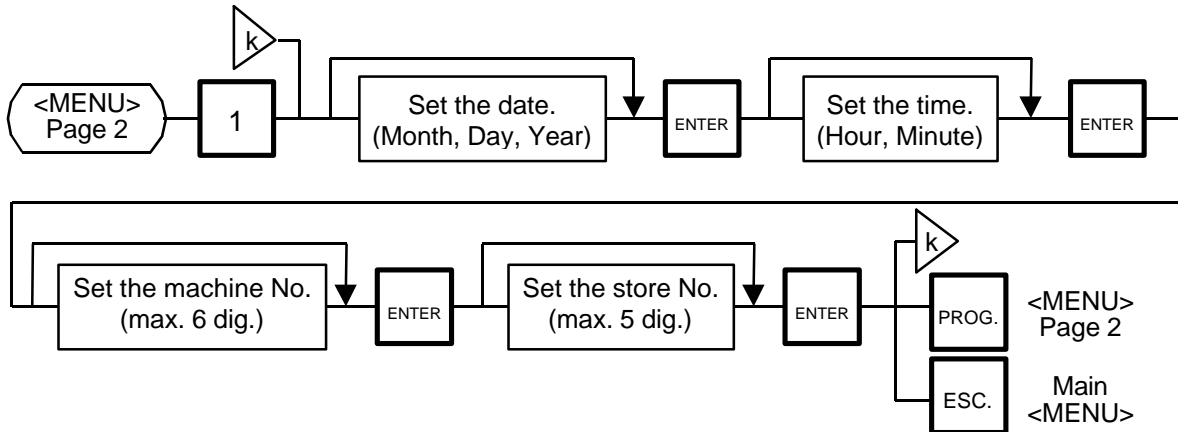 k
<MENU>
Page 2
1
Set the date.
(Month, Day, Year)
ENTER
Set the time.
(Hour, Minute)
ENTER
k
Set the machine No.
(max. 6 dig.)
ENTER
Set the store No.
(max. 5 dig.)
ENTER
PROG.
<MENU>
Page 2
ESC.
Main
<MENU>